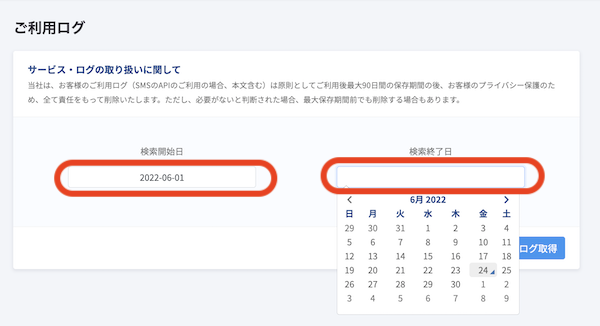 ご利用ログ
サービス・ログの取り扱いに関して
当社は、お客様のご利用ログ（SMSのAPIのご利用の場合、本文含む）は原則としてご利用後最大90日間の保存期間の後、お客様のプライバシー保護のた
め、全て責任をもって削除いたします。ただし、必要がないと判断された場合、最大保存期間前でも削除する場合もあります。
検索開始日
検索終了日
2022-06-01
6月 2022
日 月 火 水 木 金 土
29 30 31 1 2 3 4
5 6 7 8 9 10 11
12 13 14 15 16 17 18
19 20 21 22 23 24 25
26 27 28 29 30 1 2
3 4 5 6 7 8 9
ログ取得